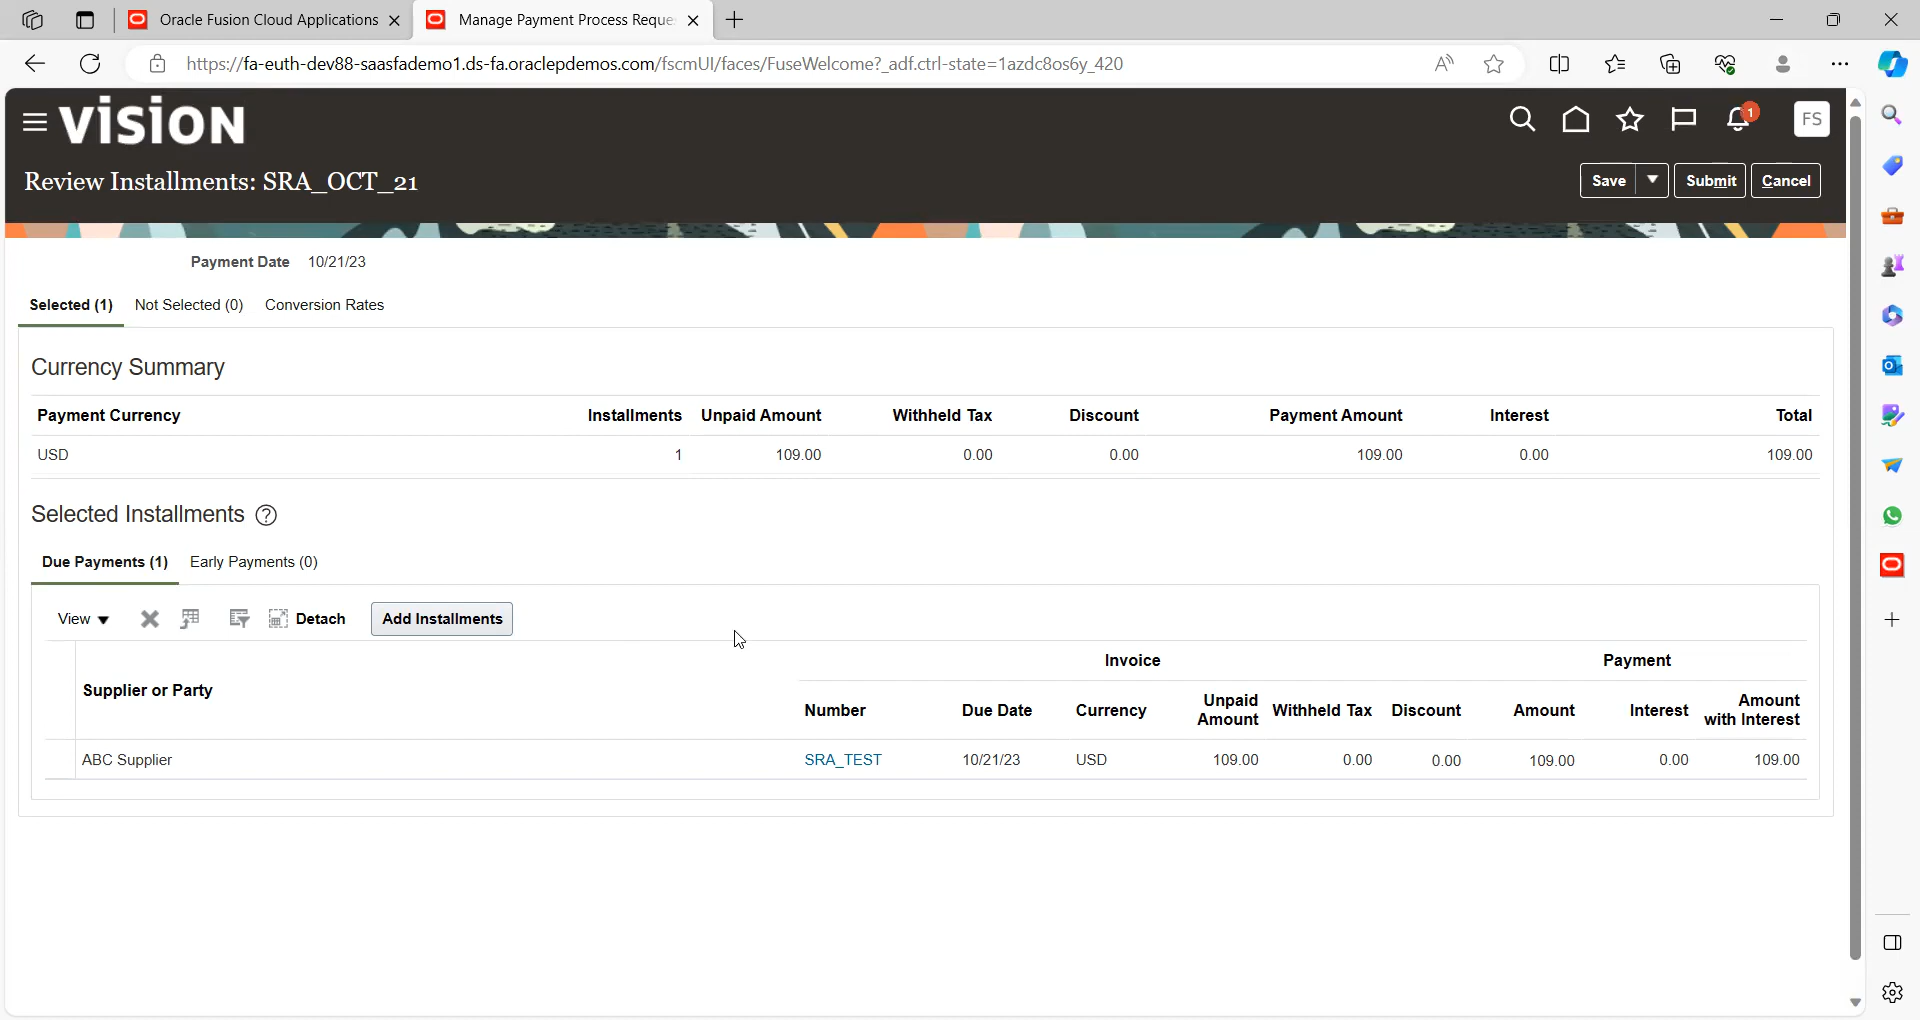 Oracle Fusion Cloud Applications
Manage Payment Process Reque
https://fa-euth-dev88-saasfademo1.ds-fa.oraclepdemos.com/fscmUI/faces/FuseWelcome?_adf.ctrl-state=1azdc8os6y_420
VISION
1
FS
Review Installments: SRA_OCT_21
Save
Submit
Cancel
Payment Date 10/21/23
Selected (1) Not Selected (0) Conversion Rates
Currency Summary
Payment Currency Installments Unpaid Amount Withheld Tax Discount Payment Amount Interest Total
USD 1 109.00 0.00 0.00 109.00 0.00 109.00
Selected Installments ?
Due Payments (1) Early Payments (0)
View Detach Add Installments
Invoice Payment
Supplier or Party Number Due Date Currency Unpaid Amount Withheld Tax Discount Amount Interest Amount with Interest
ABC Supplier SRA_TEST 10/21/23 USD 109.00 0.00 0.00 109.00 0.00 109.00